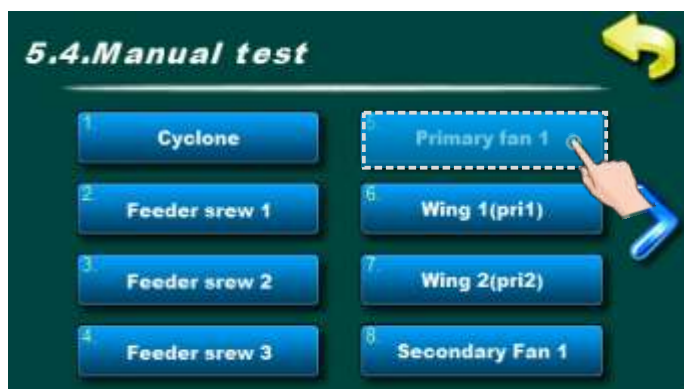 5.4.Manual test
1. Cyclone
2. Feeder srew 1
3. Feeder srew 2
4. Feeder srew 3
5. Primary fan 1
6. Wing 1(pri1)
7. Wing 2(pri2)
8. Secondary Fan 1